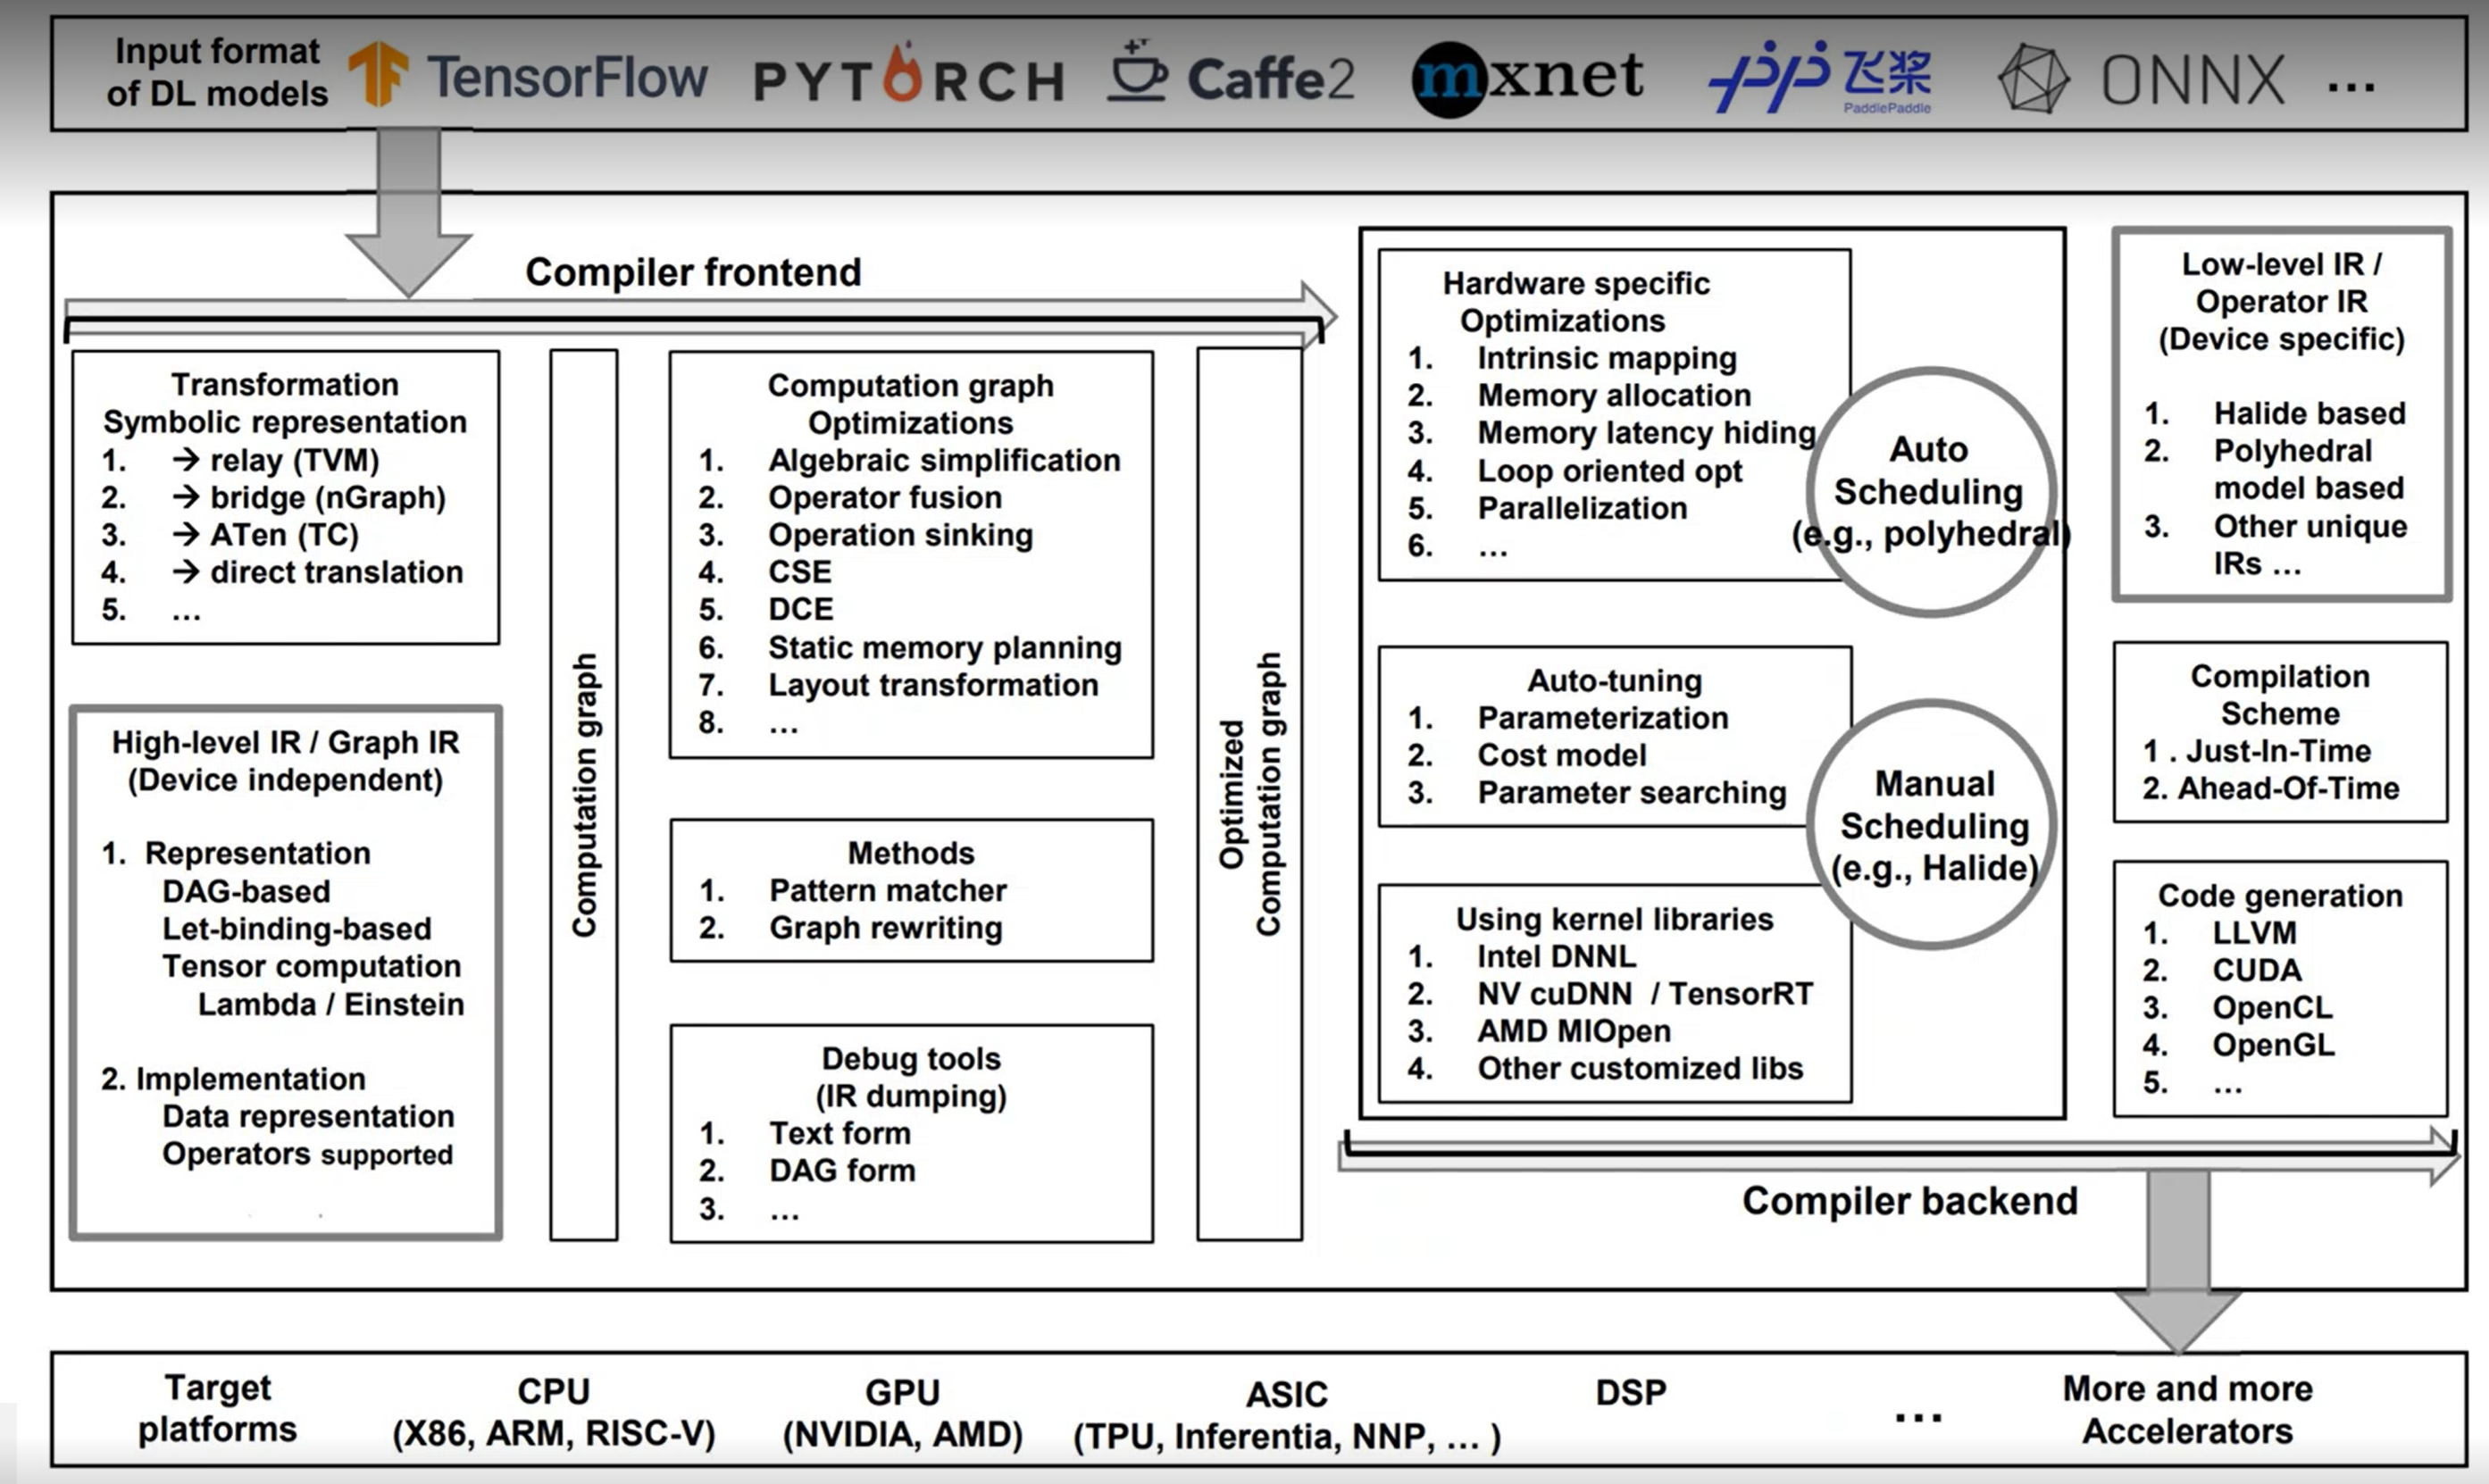 Input format
of DL models
TensorFlow
PYTORCH
Caffe2
mxnet
飞桨
PaddlePaddle
ONNX
...
Compiler frontend
Transformation
Symbolic representation
1. → relay (TVM)
2. → bridge (nGraph)
3. → ATen (TC)
4. → direct translation
5. ...
High-level IR / Graph IR
(Device independent)
1. Representation
DAG-based
Let-binding-based
Tensor computation
Lambda / Einstein
2. Implementation
Data representation
Operators supported
Computation graph
Computation graph
Optimizations
1. Algebraic simplification
2. Operator fusion
3. Operation sinking
4. CSE
5. DCE
6. Static memory planning
7. Layout transformation
8. ...
Methods
1. Pattern matcher
2. Graph rewriting
Debug tools
(IR dumping)
1. Text form
2. DAG form
3. ...
Optimized
Computation graph
Hardware specific
Optimizations
1. Intrinsic mapping
2. Memory allocation
3. Memory latency hiding
4. Loop oriented opt
5. Parallelization
6. ...
Auto
Scheduling
(e.g., polyhedral)
Auto-tuning
1. Parameterization
2. Cost model
3. Parameter searching
Manual
Scheduling
(e.g., Halide)
Using kernel libraries
1. Intel DNNL
2. NV cuDNN / TensorRT
3. AMD MIOpen
4. Other customized libs
Low-level IR /
Operator IR
(Device specific)
1. Halide based
2. Polyhedral
model based
3. Other unique
IRs ...
Compilation
Scheme
1 . Just-In-Time
2. Ahead-Of-Time
Code generation
1. LLVM
2. CUDA
3. OpenCL
4. OpenGL
5. ...
Compiler backend
Target
platforms
CPU
(X86, ARM, RISC-V)
GPU
(NVIDIA, AMD)
ASIC
(TPU, Inferentia, NNP, ... )
DSP
...
More and more
Accelerators